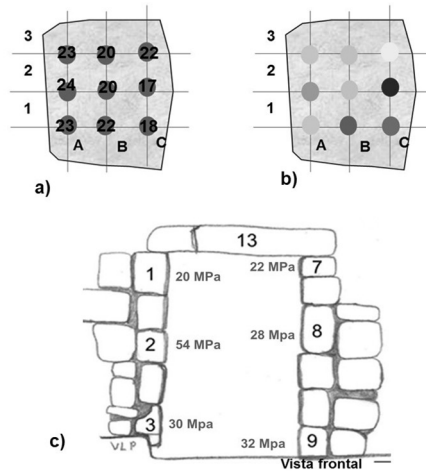 3
23 20 22
2
24 20 17
1
23 22 18
A B C
a)
3
2
1
A B C
b)
13
1 20 MPa
22 MPa 7
2 54 MPa
28 MPa 8
3 30 Mpa
32 MPa 9
VLP
c)
Vista frontal